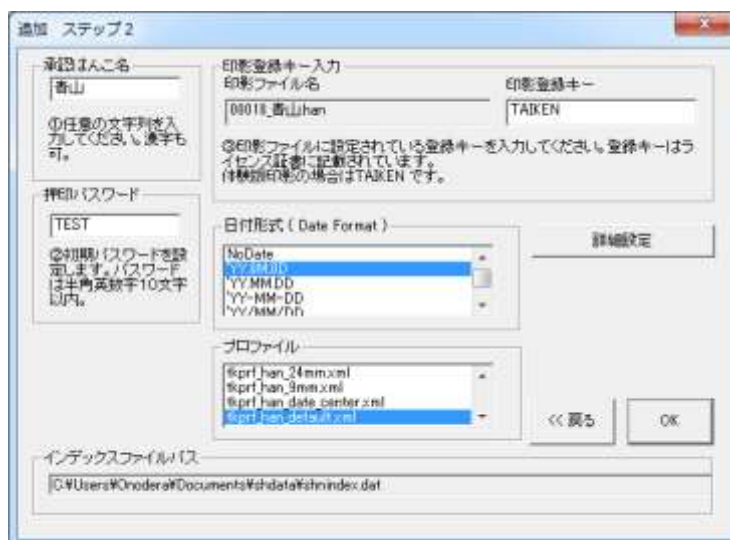 追加 ステップ2
承認はんこ名
青山
①任意の文字列を入
力してください。漢字も
可。
押印パスワード
TEST
②初期パスワードを設
定します。パスワード
は半角英数字10文字
以内。
印影登録キー入力
印影ファイル名
00018_青山.han
印影登録キー
TAIKEN
③印影ファイルに設定されている登録キーを入力してください。登録キーはラ
イセンス証書に記載されています。
体験版印影の場合はTAIKEN です。
日付形式 ( Date Format )
NoDate
'YY.MM.DD
'YY.MM.DD
'YY-MM-DD
'YY/MM/DD
詳細設定
プロファイル
tkprf_han_24mm.xml
tkprf_han_9mm.xml
tkprf_han_date_center.xml
tkprf_han_default.xml
<< 戻る
OK
インデックスファイルパス
C:¥Users¥Onodera¥Documents¥shdata¥shnindex.dat